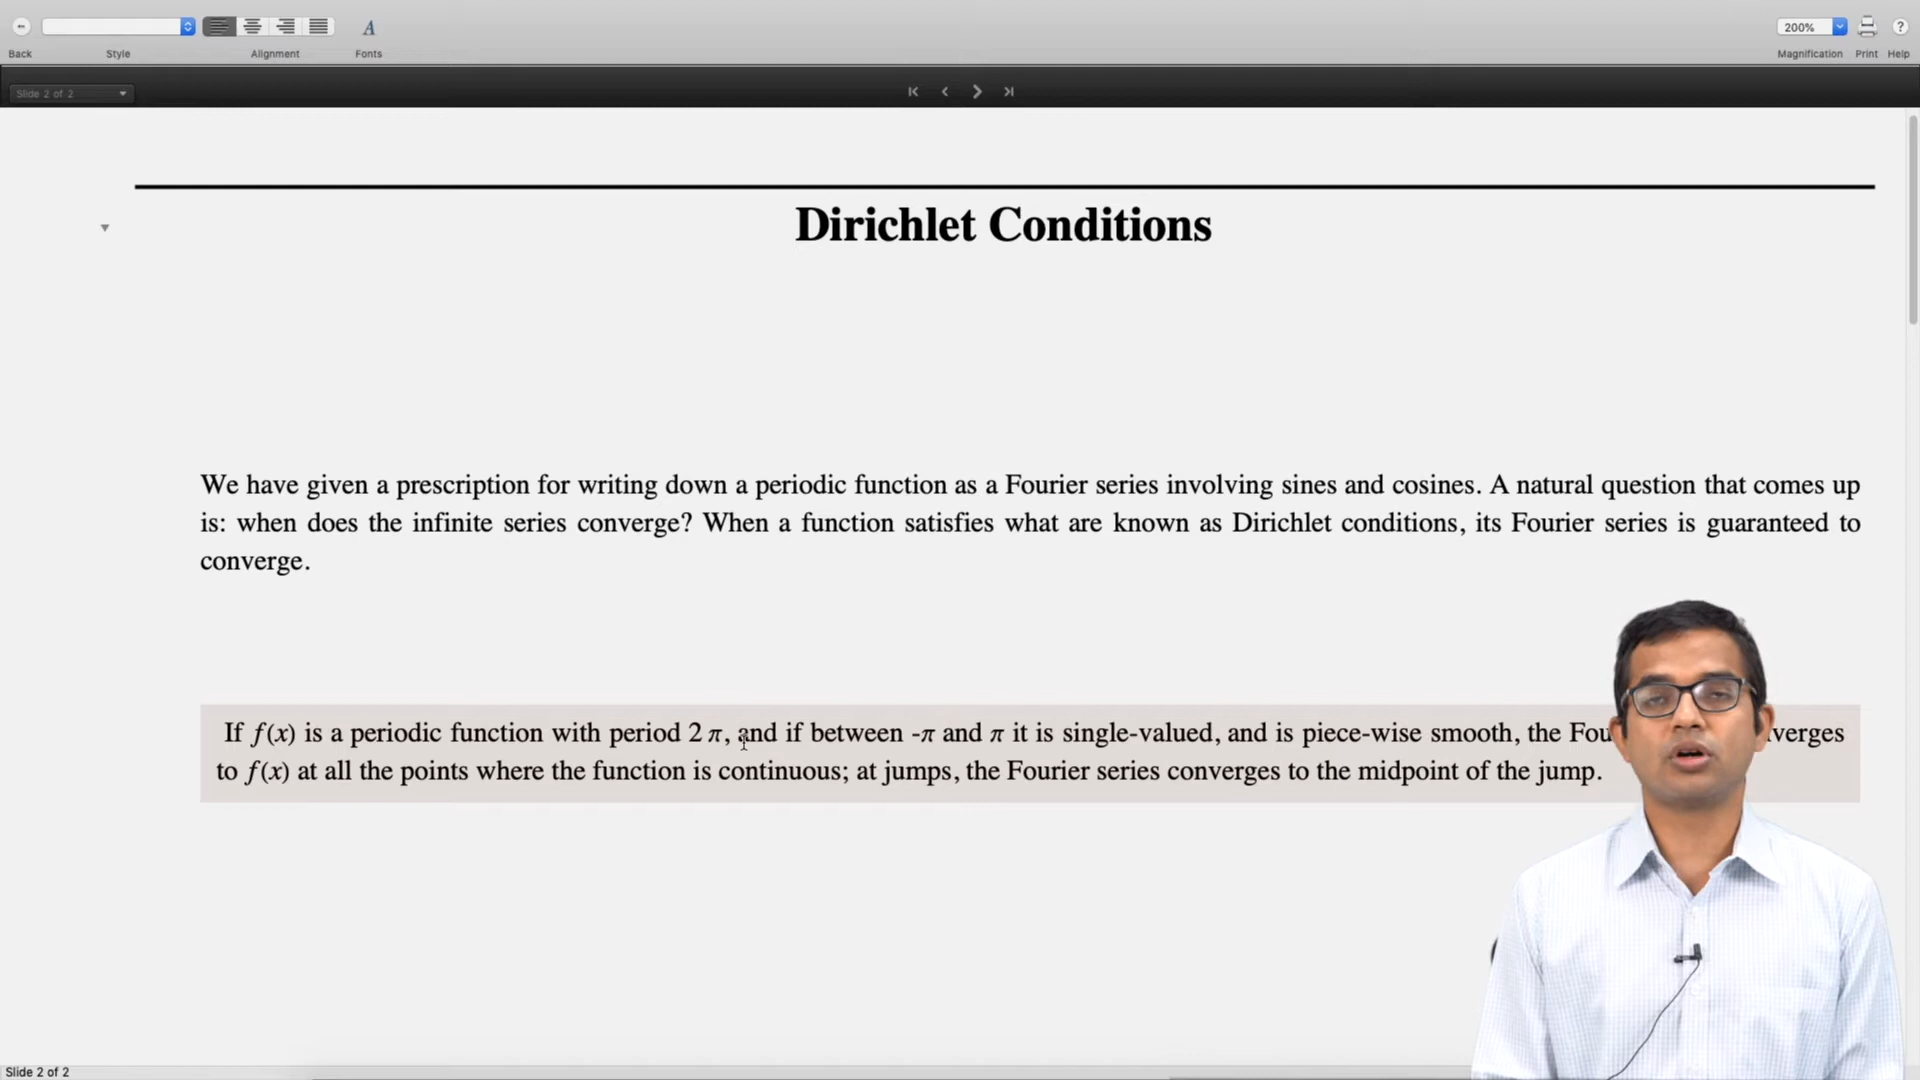 200%
Back
Style
Alignment
Fonts
Magnification
Print
Help
Slide 2 of 2
Dirichlet Conditions
We have given a prescription for writing down a periodic function as a Fourier series involving sines and cosines. A natural question that comes up
is: when does the infinite series converge? When a function satisfies what are known as Dirichlet conditions, its Fourier series is guaranteed to
converge.
If f(x) is a periodic function with period 2 π, and if between -π and π it is single-valued, and is piece-wise smooth, the
to f(x) at all the points where the function is continuous; at jumps, the Fourier series converges to the midpoint of the jump.
Slide 2 of 2